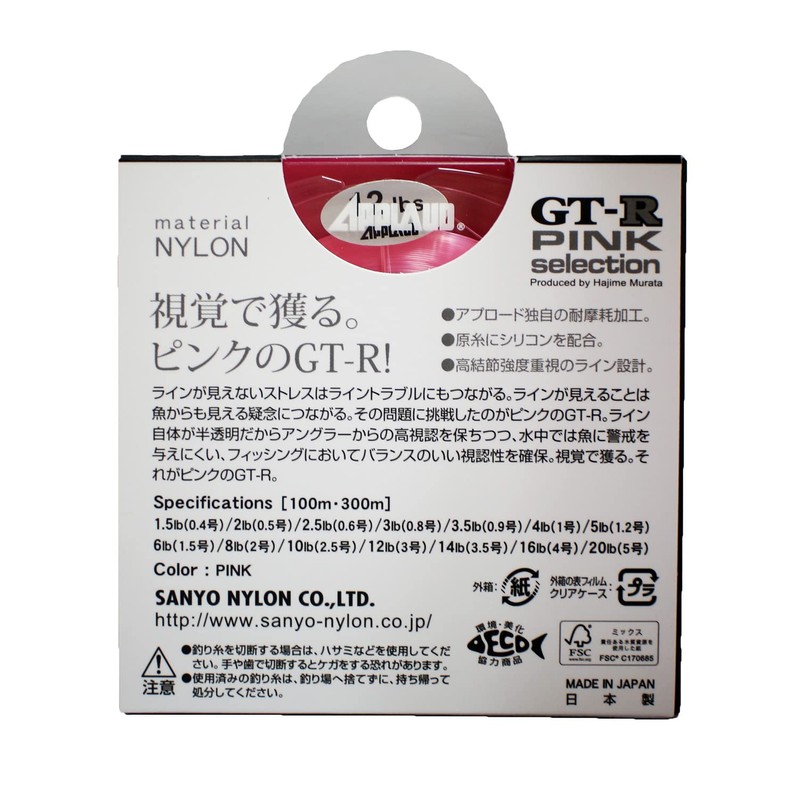 12 lbs
APPLAUD®
material
NYLON
GT-R
PINK
selection
Produced by Hajime Murata
視覚で獲る。
ピンクのGT-R!
●アプロード独自の耐摩耗加工。
●原糸にシリコンを配合。
●高結節強度重視のライン設計。
ラインが見えないストレスはライントラブルにもつながる。ラインが見えることは
魚からも見える疑念につながる。その問題に挑戦したのがピンクのGT-R。ライン
自体が半透明だからアングラーからの高視認を保ちつつ、水中では魚に警戒を
与えにくい、フィッシングにおいてバランスのいい視認性を確保。視覚で獲る。そ
れがピンクのGT-R。
Specifications [100m・300m]
1.5lb(0.4号)/2lb(0.5号)/2.5lb(0.6号)/3lb(0.8号)/3.5lb(0.9号)/4lb(1号)/5lb(1.2号)
6lb(1.5号)/8lb(2号)/10lb(2.5号)/12lb(3号)/14lb(3.5号)/16lb(4号)/20lb(5号)
Color : PINK
SANYO NYLON CO.,LTD.
http://www.sanyo-nylon.co.jp/
外箱:
紙
外箱の表フィルム
クリアケース:
プラ
環境・美化
DECO
協力商品
FSC
www.fsc.org
ミックス
責任ある木質資源を
使用した紙
FSC® C170685
注意
●釣り糸を切断する場合は、ハサミなどを使用してくだ
さい。手や歯で切断するとケガをする恐れがあります。
●使用済みの釣り糸は、釣り場へ捨てずに、持ち帰って
処分してください。
MADE IN JAPAN
日本製